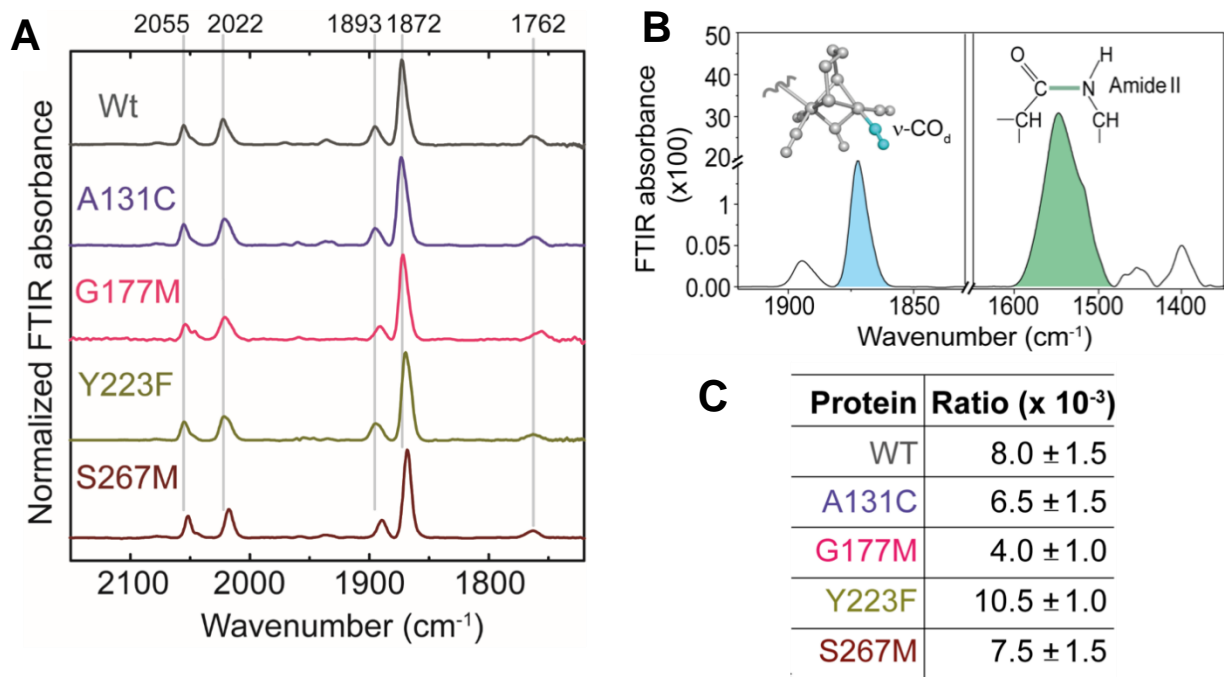 A
2055 2022 1893 1872 1762
Normalized FTIR absorbance
Wt
A131C
G177M
Y223F
S267M
2100 2000 1900 1800
Wavenumber (cm⁻¹)
B
FTIR absorbance
(x100)
50
40
30
20
1
0.05
0.00
ν-CO_d
O
H
C N Amide II
CH CH
1900 1850 1600 1500 1400
Wavenumber (cm⁻¹)
C
Protein Ratio (x 10⁻³)
WT 8.0 ± 1.5
A131C 6.5 ± 1.5
G177M 4.0 ± 1.0
Y223F 10.5 ± 1.0
S267M 7.5 ± 1.5